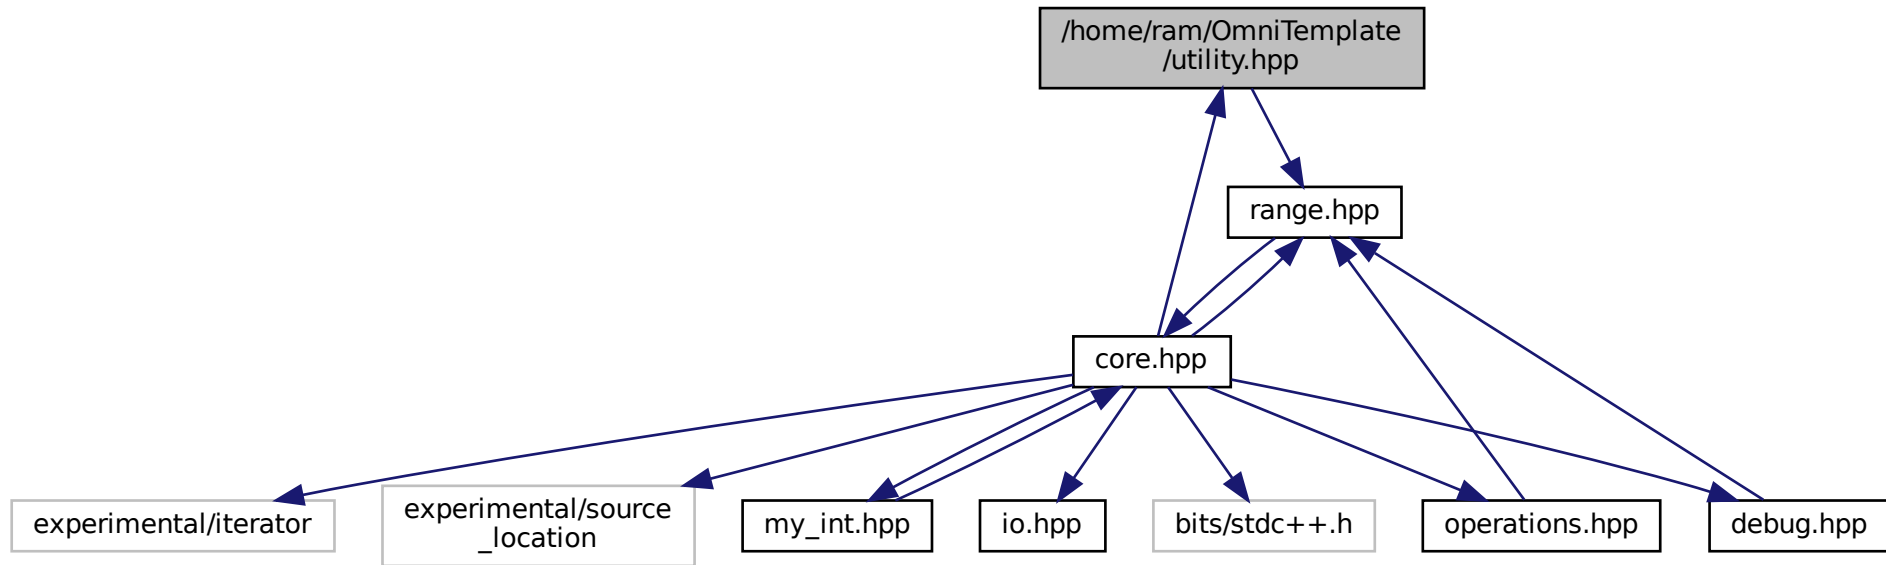 /home/ram/OmniTemplate
/utility.hpp
range.hpp
core.hpp
experimental/iterator
experimental/source
_location
my_int.hpp
io.hpp
bits/stdc++.h
operations.hpp
debug.hpp